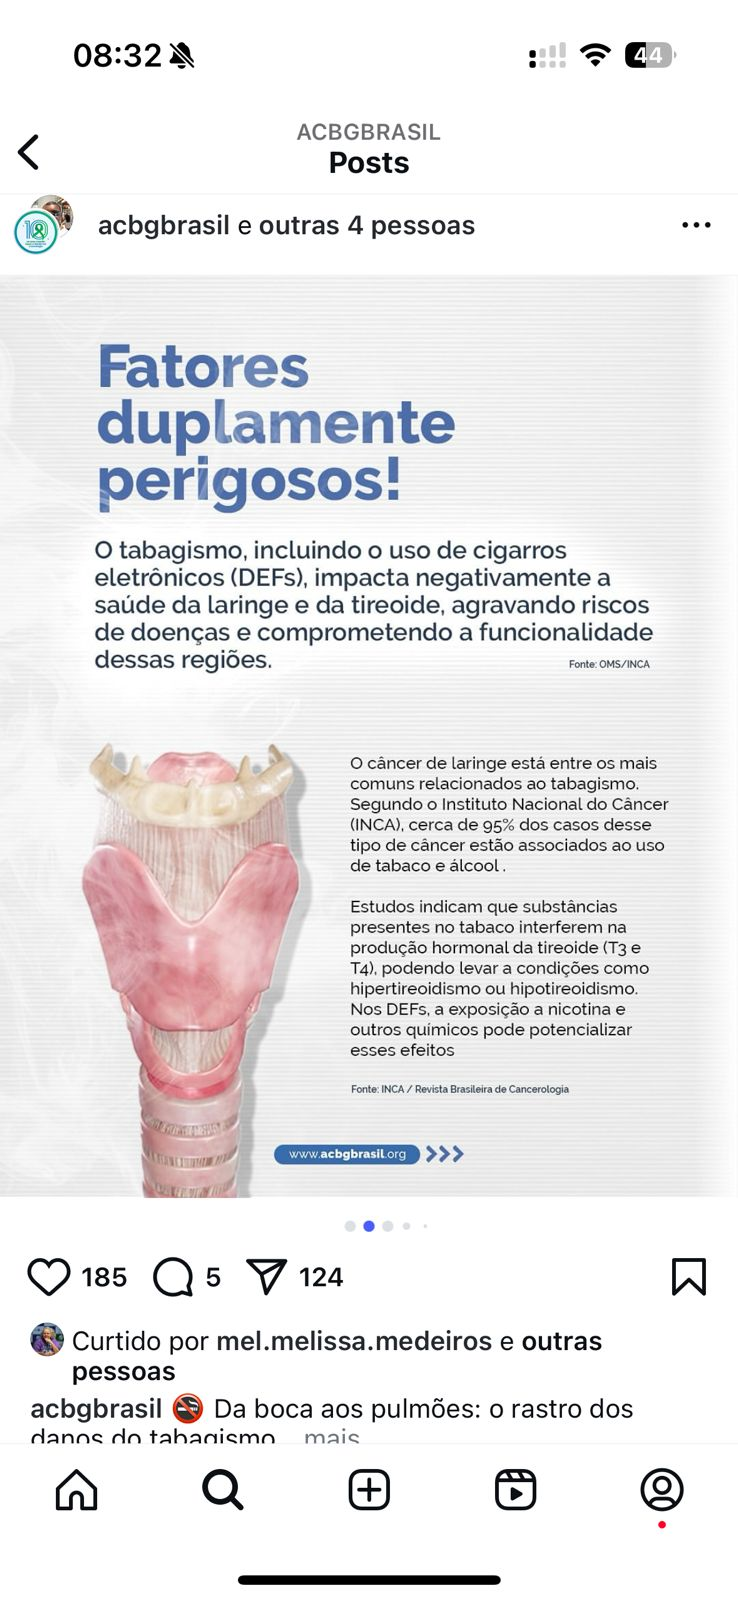 08:32
44
ACBGBRASIL
Posts
acbgbrasil e outras 4 pessoas
Fatores
duplamente
perigosos!
O tabagismo, incluindo o uso de cigarros
eletrônicos (DEFs), impacta negativamente a
saúde da laringe e da tireoide, agravando riscos
de doenças e comprometendo a funcionalidade
dessas regiões.
Fonte: OMS/INCA
O câncer de laringe está entre os mais
comuns relacionados ao tabagismo.
Segundo o Instituto Nacional do Câncer
(INCA), cerca de 95% dos casos desse
tipo de câncer estão associados ao uso
de tabaco e álcool .
Estudos indicam que substâncias
presentes no tabaco interferem na
produção hormonal da tireoide (T3 e
T4), podendo levar a condições como
hipertireoidismo ou hipotireoidismo.
Nos DEFs, a exposição a nicotina e
outros químicos pode potencializar
esses efeitos
Fonte: INCA / Revista Brasileira de Cancerologia
www.acbgbrasil.org
185 5 124
Curtido por mel.melissa.medeiros e outras
pessoas
acbgbrasil 🚭 Da boca aos pulmões: o rastro dos
danos do tabagismo... mais